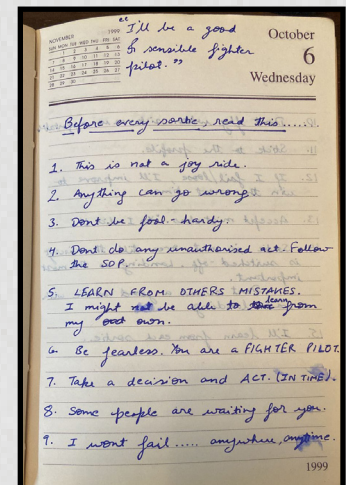 NOVEMBER 1999
SUN MON TUE WED THU FRI SAT
1 2 3 4 5 6
7 8 9 10 11 12 13
14 15 16 17 18 19 20
21 22 23 24 25 26 27
28 29 30
"I'll be a good
& sensible fighter
pilot."
October
6
Wednesday
Before every sortie, read this.....
1. This is not a joy ride.
2. Anything can go wrong.
3. Dont be fool-hardy.
4. Dont do any unauthorised act. Follow
the SOP.
5. LEARN FROM OTHERS MISTAKES.
I might not be able to learn from
my own.
6. Be fearless. You are a FIGHTER PILOT.
7. Take a decision and ACT. (IN TIME).
8. Some people are waiting for you.
9. I wont fail..... anywhere, anytime.
1999